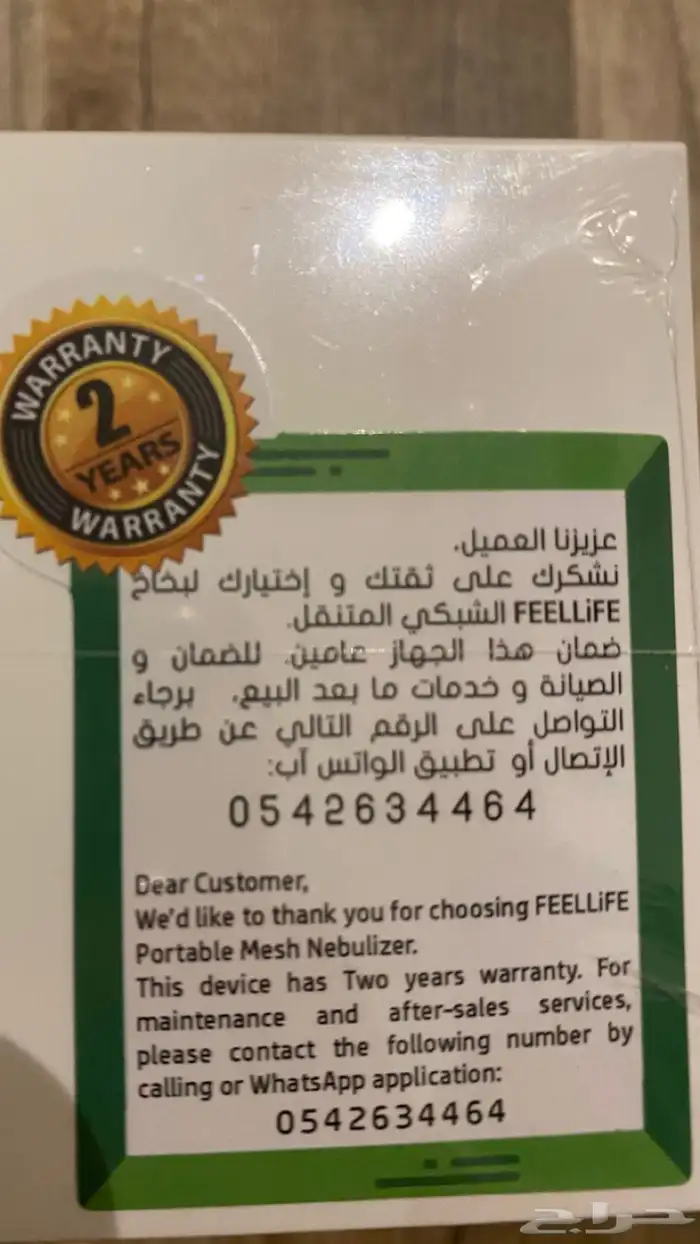 WARRANTY
2
YEARS
WARRANTY
عزيزنا العميل،
نشكرك على ثقتك و إختيارك لبخاخ
FEELLiFE الشبكي المتنقل.
ضمان هذا الجهاز عامين. للضمان و
الصيانة و خدمات ما بعد البيع، برجاء
التواصل على الرقم التالي عن طريق
الإتصال أو تطبيق الواتس آب:
0542634464
Dear Customer,
We'd like to thank you for choosing FEELLiFE
Portable Mesh Nebulizer.
This device has Two years warranty. For
maintenance and after-sales services,
please contact the following number by
calling or WhatsApp application:
0542634464
حراج